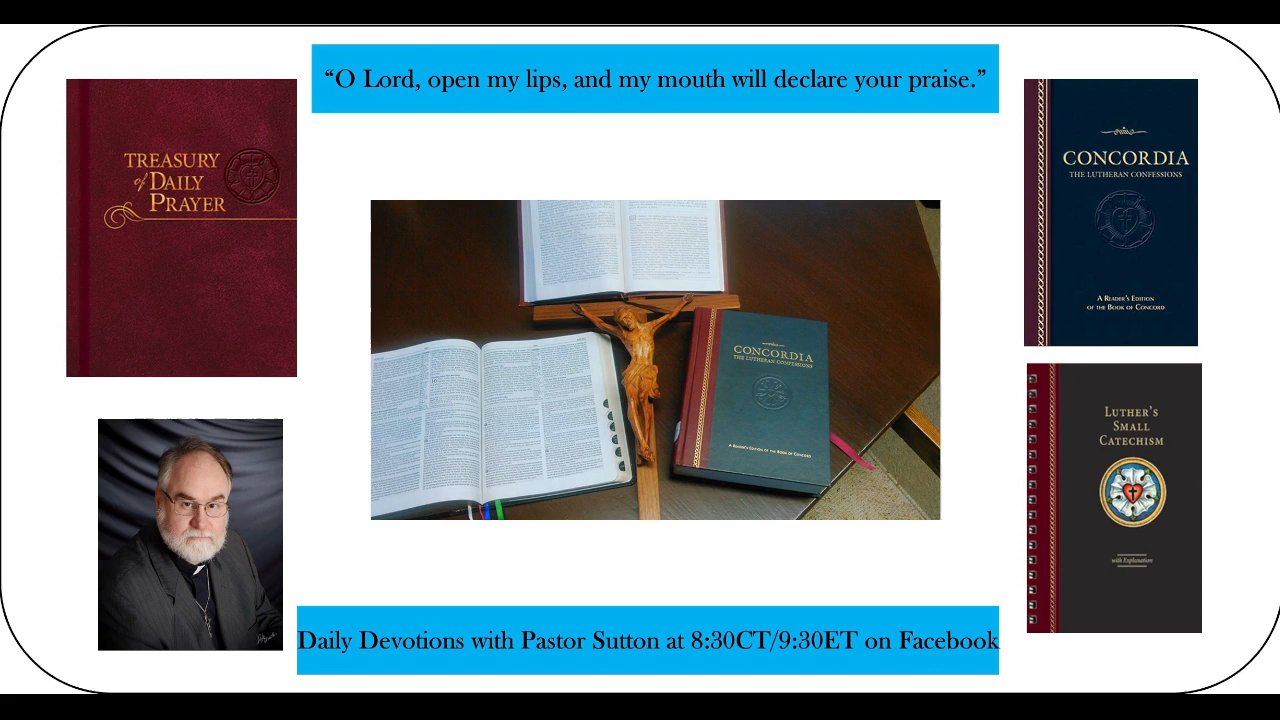 “O Lord, open my lips, and my mouth will declare your praise.”
TREASURY
of DAILY
PRAYER
CONCORDIA
THE LUTHERAN CONFESSIONS
A READER'S EDITION
OF THE BOOK OF CONCORD
CONCORDIA
THE LUTHERAN CONFESSIONS
A READER'S EDITION OF THE BOOK OF CONCORD
LUTHER'S
SMALL
CATECHISM
with Explanation
Daily Devotions with Pastor Sutton at 8:30CT/9:30ET on Facebook